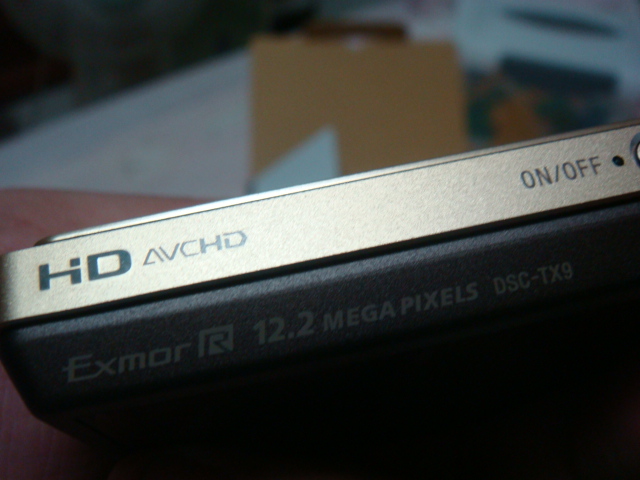 ON/OFF
HD AVCHD
Exmor R 12.2 MEGA PIXELS DSC-TX9